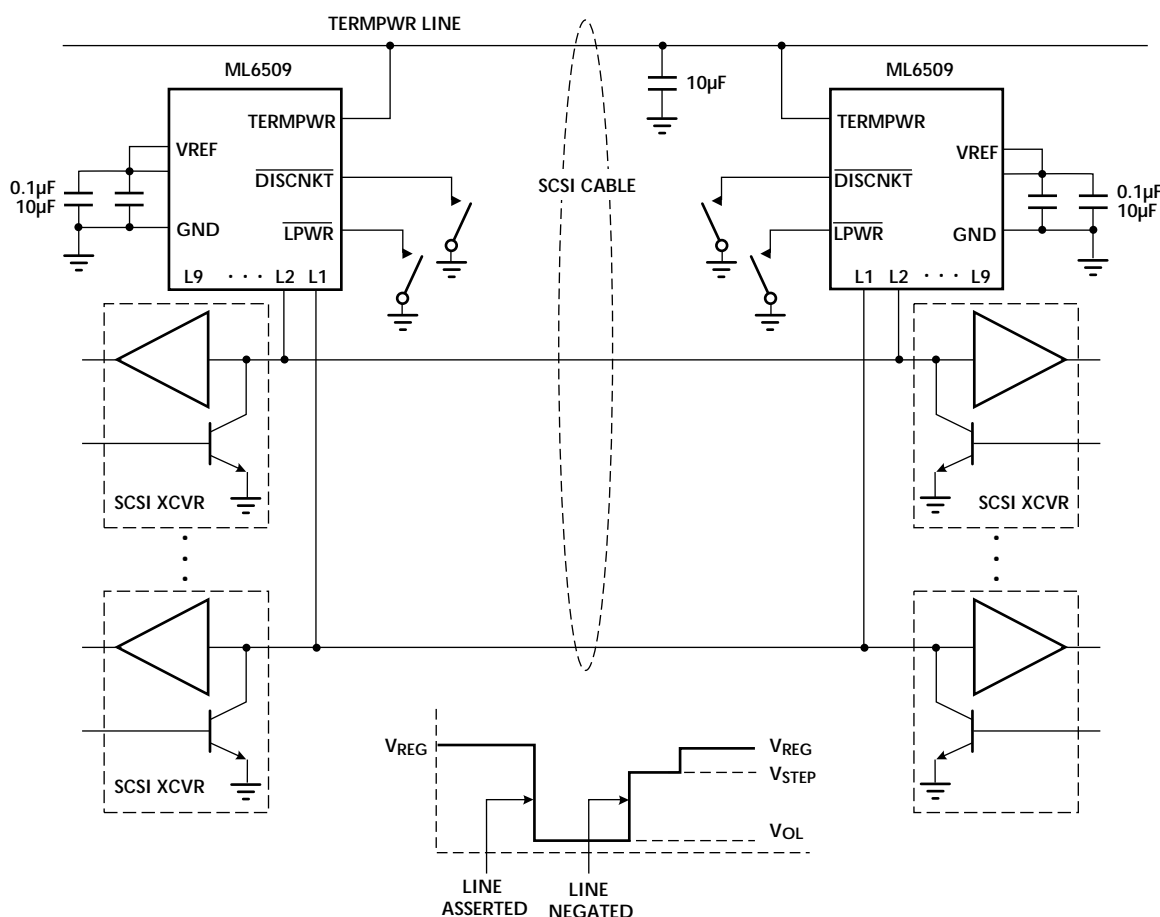 TERMPWR LINE
ML6509
ML6509
10µF
TERMPWR
TERMPWR
VREF
VREF
DISCNKT
SCSI CABLE
DISCNKT
0.1µF
10µF
0.1µF
10µF
GND
LPWR
LPWR
GND
L9 · · · L2 L1
L1 L2 · · · L9
SCSI XCVR
SCSI XCVR
VREG
VREG
VSTEP
SCSI XCVR
SCSI XCVR
VOL
LINE
ASSERTED
LINE
NEGATED